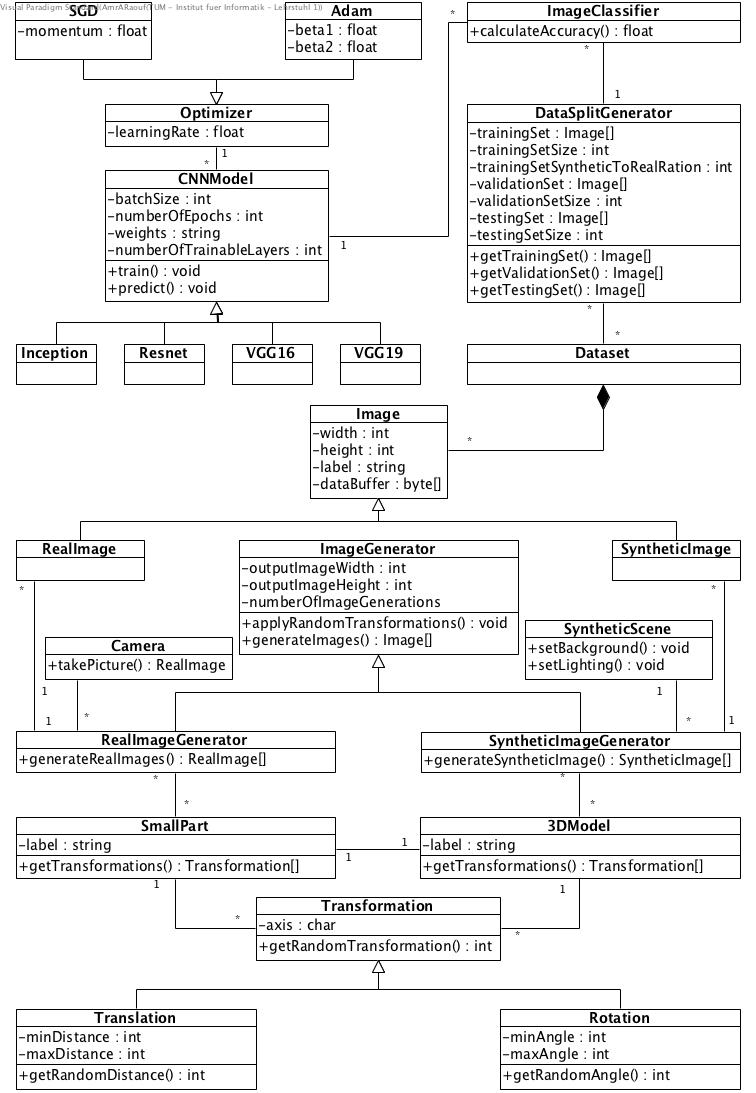 Visual Paradigm Standard(AmrARaouf(TUM - Institut fuer Informatik - Lehrstuhl 1))
SGD
-momentum : float
Adam
-beta1 : float
-beta2 : float
*
ImageClassifier
+calculateAccuracy() : float
*
1
Optimizer
-learningRate : float
1
*
CNNModel
-batchSize : int
-numberOfEpochs : int
-weights : string
-numberOfTrainableLayers : int
+train() : void
+predict() : void
1
DataSplitGenerator
-trainingSet : Image[]
-trainingSetSize : int
-trainingSetSyntheticToRealRation : int
-validationSet : Image[]
-validationSetSize : int
-testingSet : Image[]
-testingSetSize : int
+getTrainingSet() : Image[]
+getValidationSet() : Image[]
+getTestingSet() : Image[]
*
*
Inception
Resnet
VGG16
VGG19
Dataset
Image
-width : int
-height : int
-label : string
-dataBuffer : byte[]
*
RealImage
*
ImageGenerator
-outputImageWidth : int
-outputImageHeight : int
-numberOfImageGenerations
+applyRandomTransformations() : void
+generateImages() : Image[]
SyntheticImage
*
Camera
+takePicture() : RealImage
SyntheticScene
+setBackground() : void
+setLighting() : void
1
1
*
1
*
1
RealImageGenerator
+generateRealImages() : RealImage[]
*
*
SyntheticImageGenerator
+generateSyntheticImage() : SyntheticImage[]
*
*
SmallPart
-label : string
+getTransformations() : Transformation[]
1
1
3DModel
-label : string
+getTransformations() : Transformation[]
1
*
1
*
Transformation
-axis : char
+getRandomTransformation() : int
Translation
-minDistance : int
-maxDistance : int
+getRandomDistance() : int
Rotation
-minAngle : int
-maxAngle : int
+getRandomAngle() : int